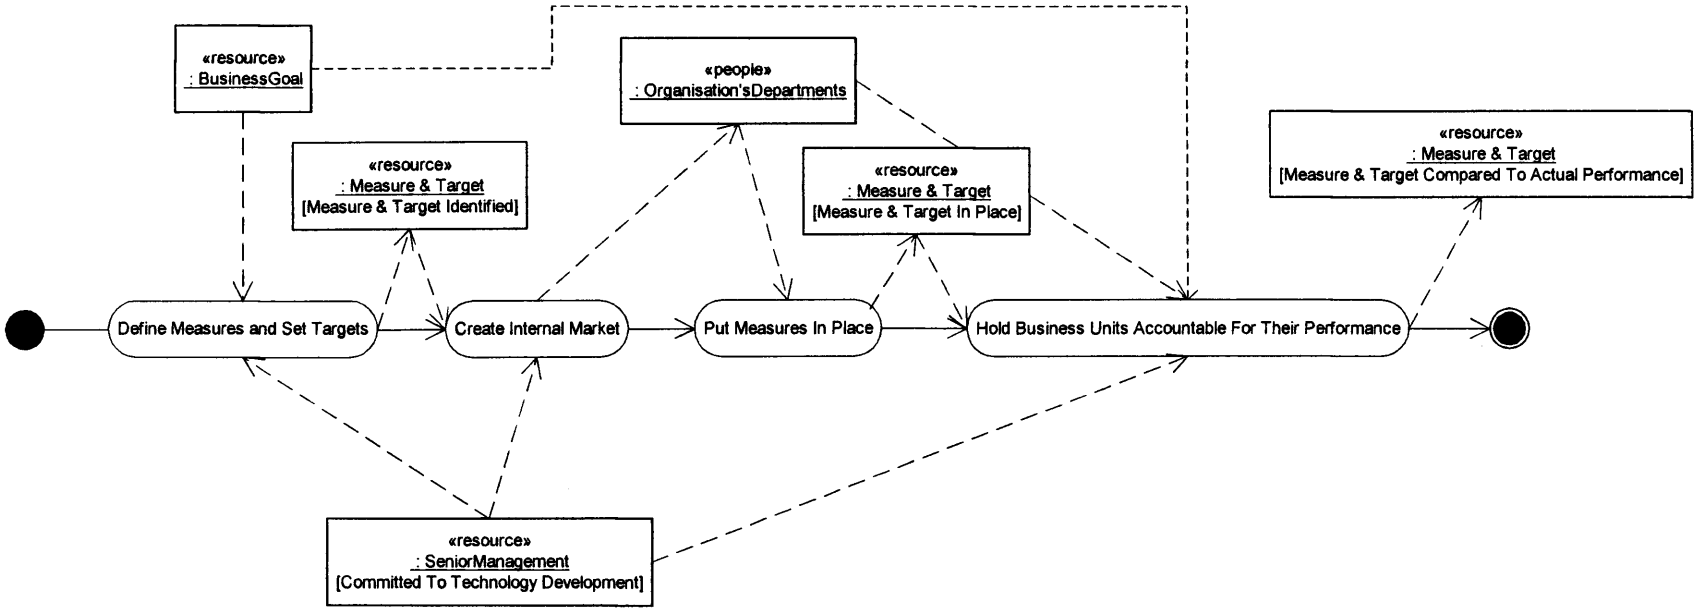 «resource»
: BusinessGoal
«people»
: Organisation'sDepartments
«resource»
: Measure & Target
[Measure & Target Identified]
«resource»
: Measure & Target
[Measure & Target In Place]
«resource»
: Measure & Target
[Measure & Target Compared To Actual Performance]
Define Measures and Set Targets
Create Internal Market
Put Measures In Place
Hold Business Units Accountable For Their Performance
«resource»
: SeniorManagement
[Committed To Technology Development]